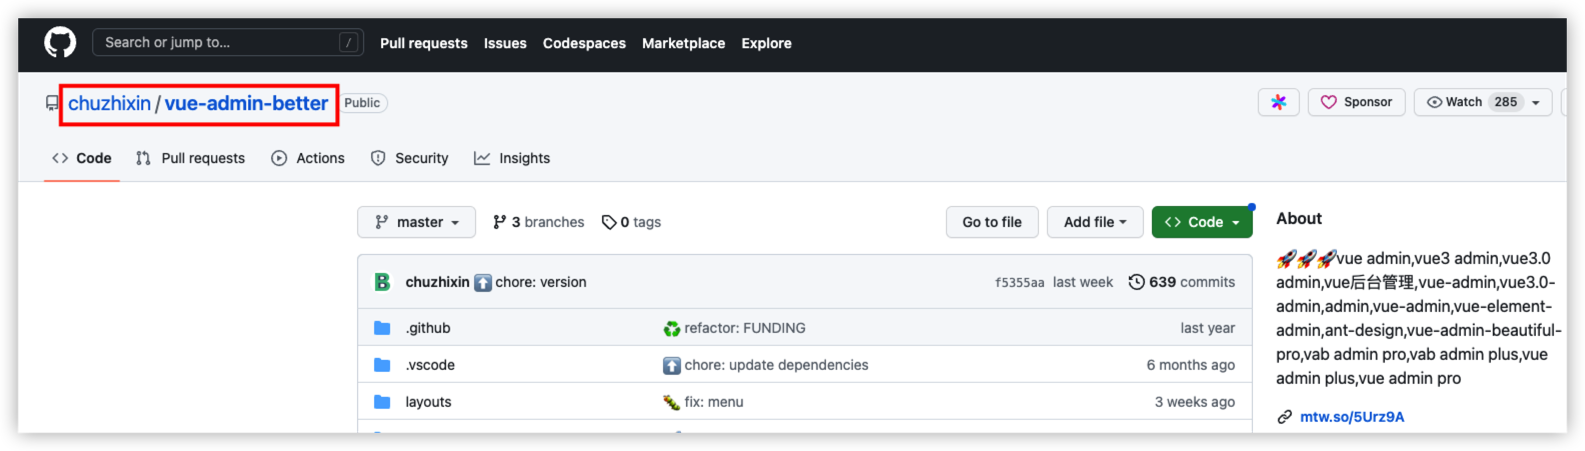 Search or jump to... / Pull requests Issues Codespaces Marketplace Explore
chuzhixin / vue-admin-better Public Sponsor Watch 285
Code Pull requests Actions Security Insights
master 3 branches 0 tags Go to file Add file Code
About
🚀🚀🚀vue admin,vue3 admin,vue3.0
admin,vue后台管理,vue-admin,vue3.0-
admin,admin,vue-admin,vue-element-
admin,ant-design,vue-admin-beautiful-
pro,vab admin pro,vab admin plus,vue
admin plus,vue admin pro
mtw.so/5Urz9A
B chuzhixin ⬆️ chore: version f5355aa last week 639 commits
.github ♻️ refactor: FUNDING last year
.vscode ⬆️ chore: update dependencies 6 months ago
layouts 🐛 fix: menu 3 weeks ago